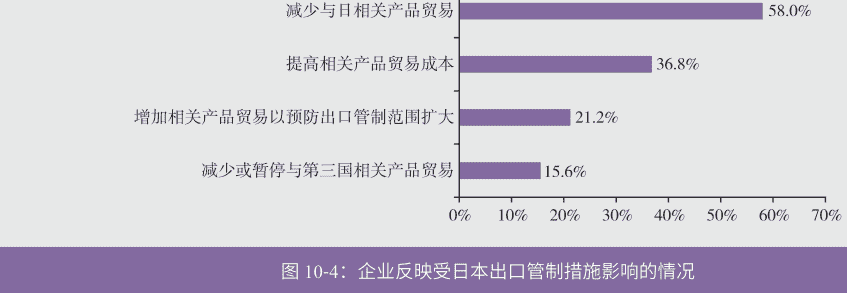 减少与日相关产品贸易 58.0%
提高相关产品贸易成本 36.8%
增加相关产品贸易以预防出口管制范围扩大 21.2%
减少或暂停与第三国相关产品贸易 15.6%
0% 10% 20% 30% 40% 50% 60% 70%
图 10-4：企业反映受日本出口管制措施影响的情况